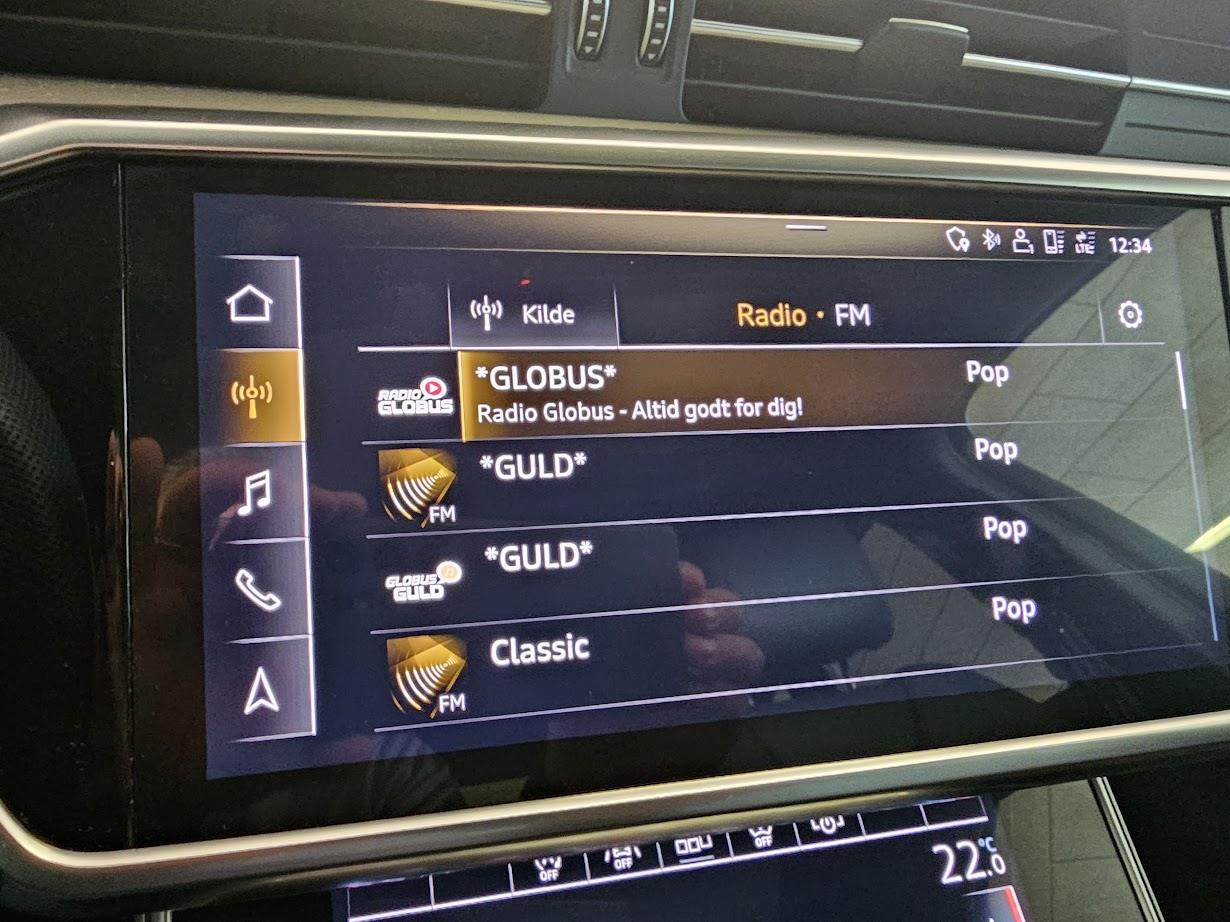 LTE 12:34
Kilde
Radio • FM
RADIO GLOBUS
*GLOBUS*
Pop
Radio Globus - Altid godt for dig!
FM
*GULD*
Pop
GLOBUS GULD
*GULD*
Pop
FM
Classic
Pop
OFF
OFF
OFF
22.0 °C